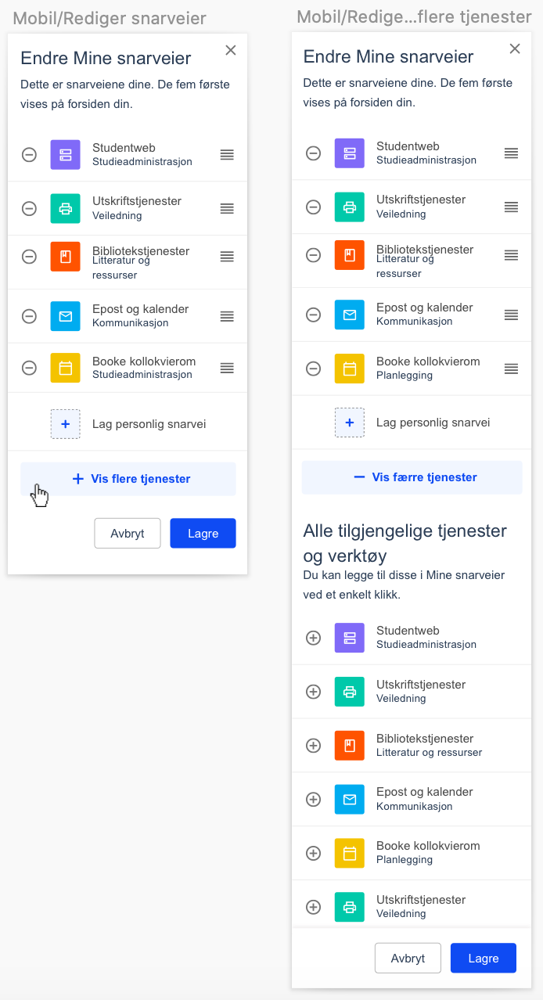 Mobil/Rediger snarveier
Endre Mine snarveier
Dette er snarveiene dine. De fem første
vises på forsiden din.
Studentweb
Studieadministrasjon
Utskriftstjenester
Veiledning
Bibliotekstjenester
Litteratur og
ressurser
Epost og kalender
Kommunikasjon
Booke kollokvierom
Studieadministrasjon
Lag personlig snarvei
Vis flere tjenester
Avbryt
Lagre
Mobil/Redige...flere tjenester
Endre Mine snarveier
Dette er snarveiene dine. De fem første
vises på forsiden din.
Studentweb
Studieadministrasjon
Utskriftstjenester
Veiledning
Bibliotekstjenester
Litteratur og
ressurser
Epost og kalender
Kommunikasjon
Booke kollokvierom
Planlegging
Lag personlig snarvei
Vis færre tjenester
Alle tilgjengelige tjenester
og verktøy
Du kan legge til disse i Mine snarveier
ved et enkelt klikk.
Studentweb
Studieadministrasjon
Utskriftstjenester
Veiledning
Bibliotekstjenester
Litteratur og ressurser
Epost og kalender
Kommunikasjon
Booke kollokvierom
Planlegging
Utskriftstjenester
Veiledning
Avbryt
Lagre